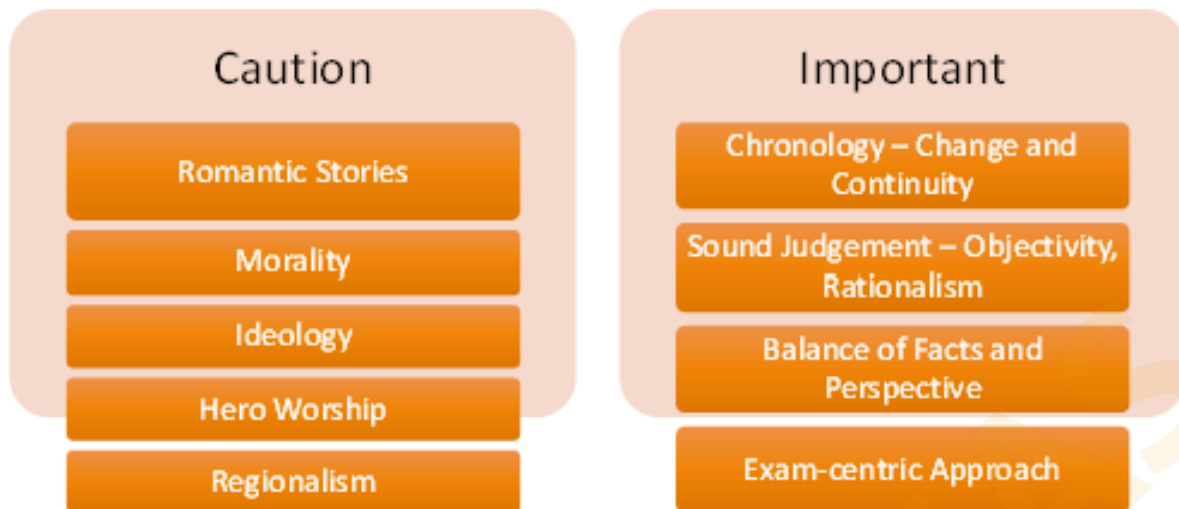 Caution
Romantic Stories
Morality
Ideology
Hero Worship
Regionalism
Important
Chronology – Change and
Continuity
Sound Judgement – Objectivity,
Rationalism
Balance of Facts and
Perspective
Exam-centric Approach